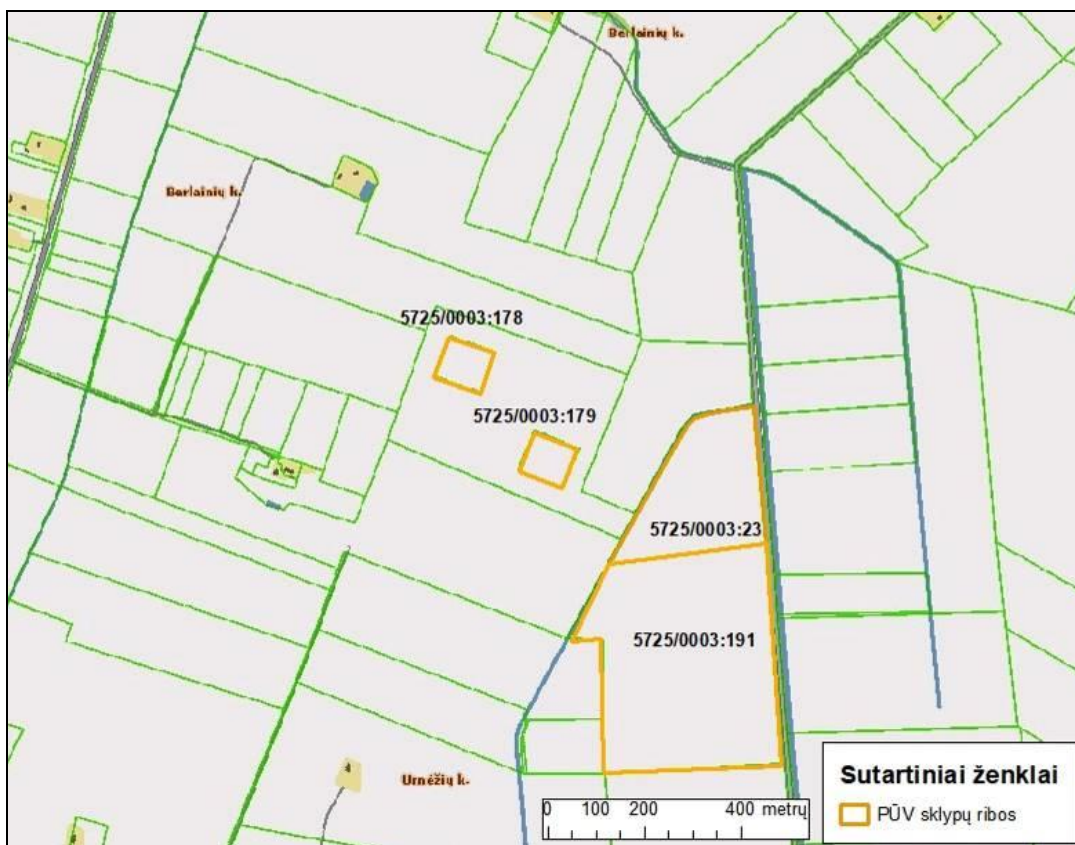 Berlainių k.
Berlainių k.
5725/0003:178
5725/0003:179
5725/0003:23
5725/0003:191
Urnėžių k.
0 100 200 400 metrų
Sutartiniai ženklai
PŪV sklypų ribos